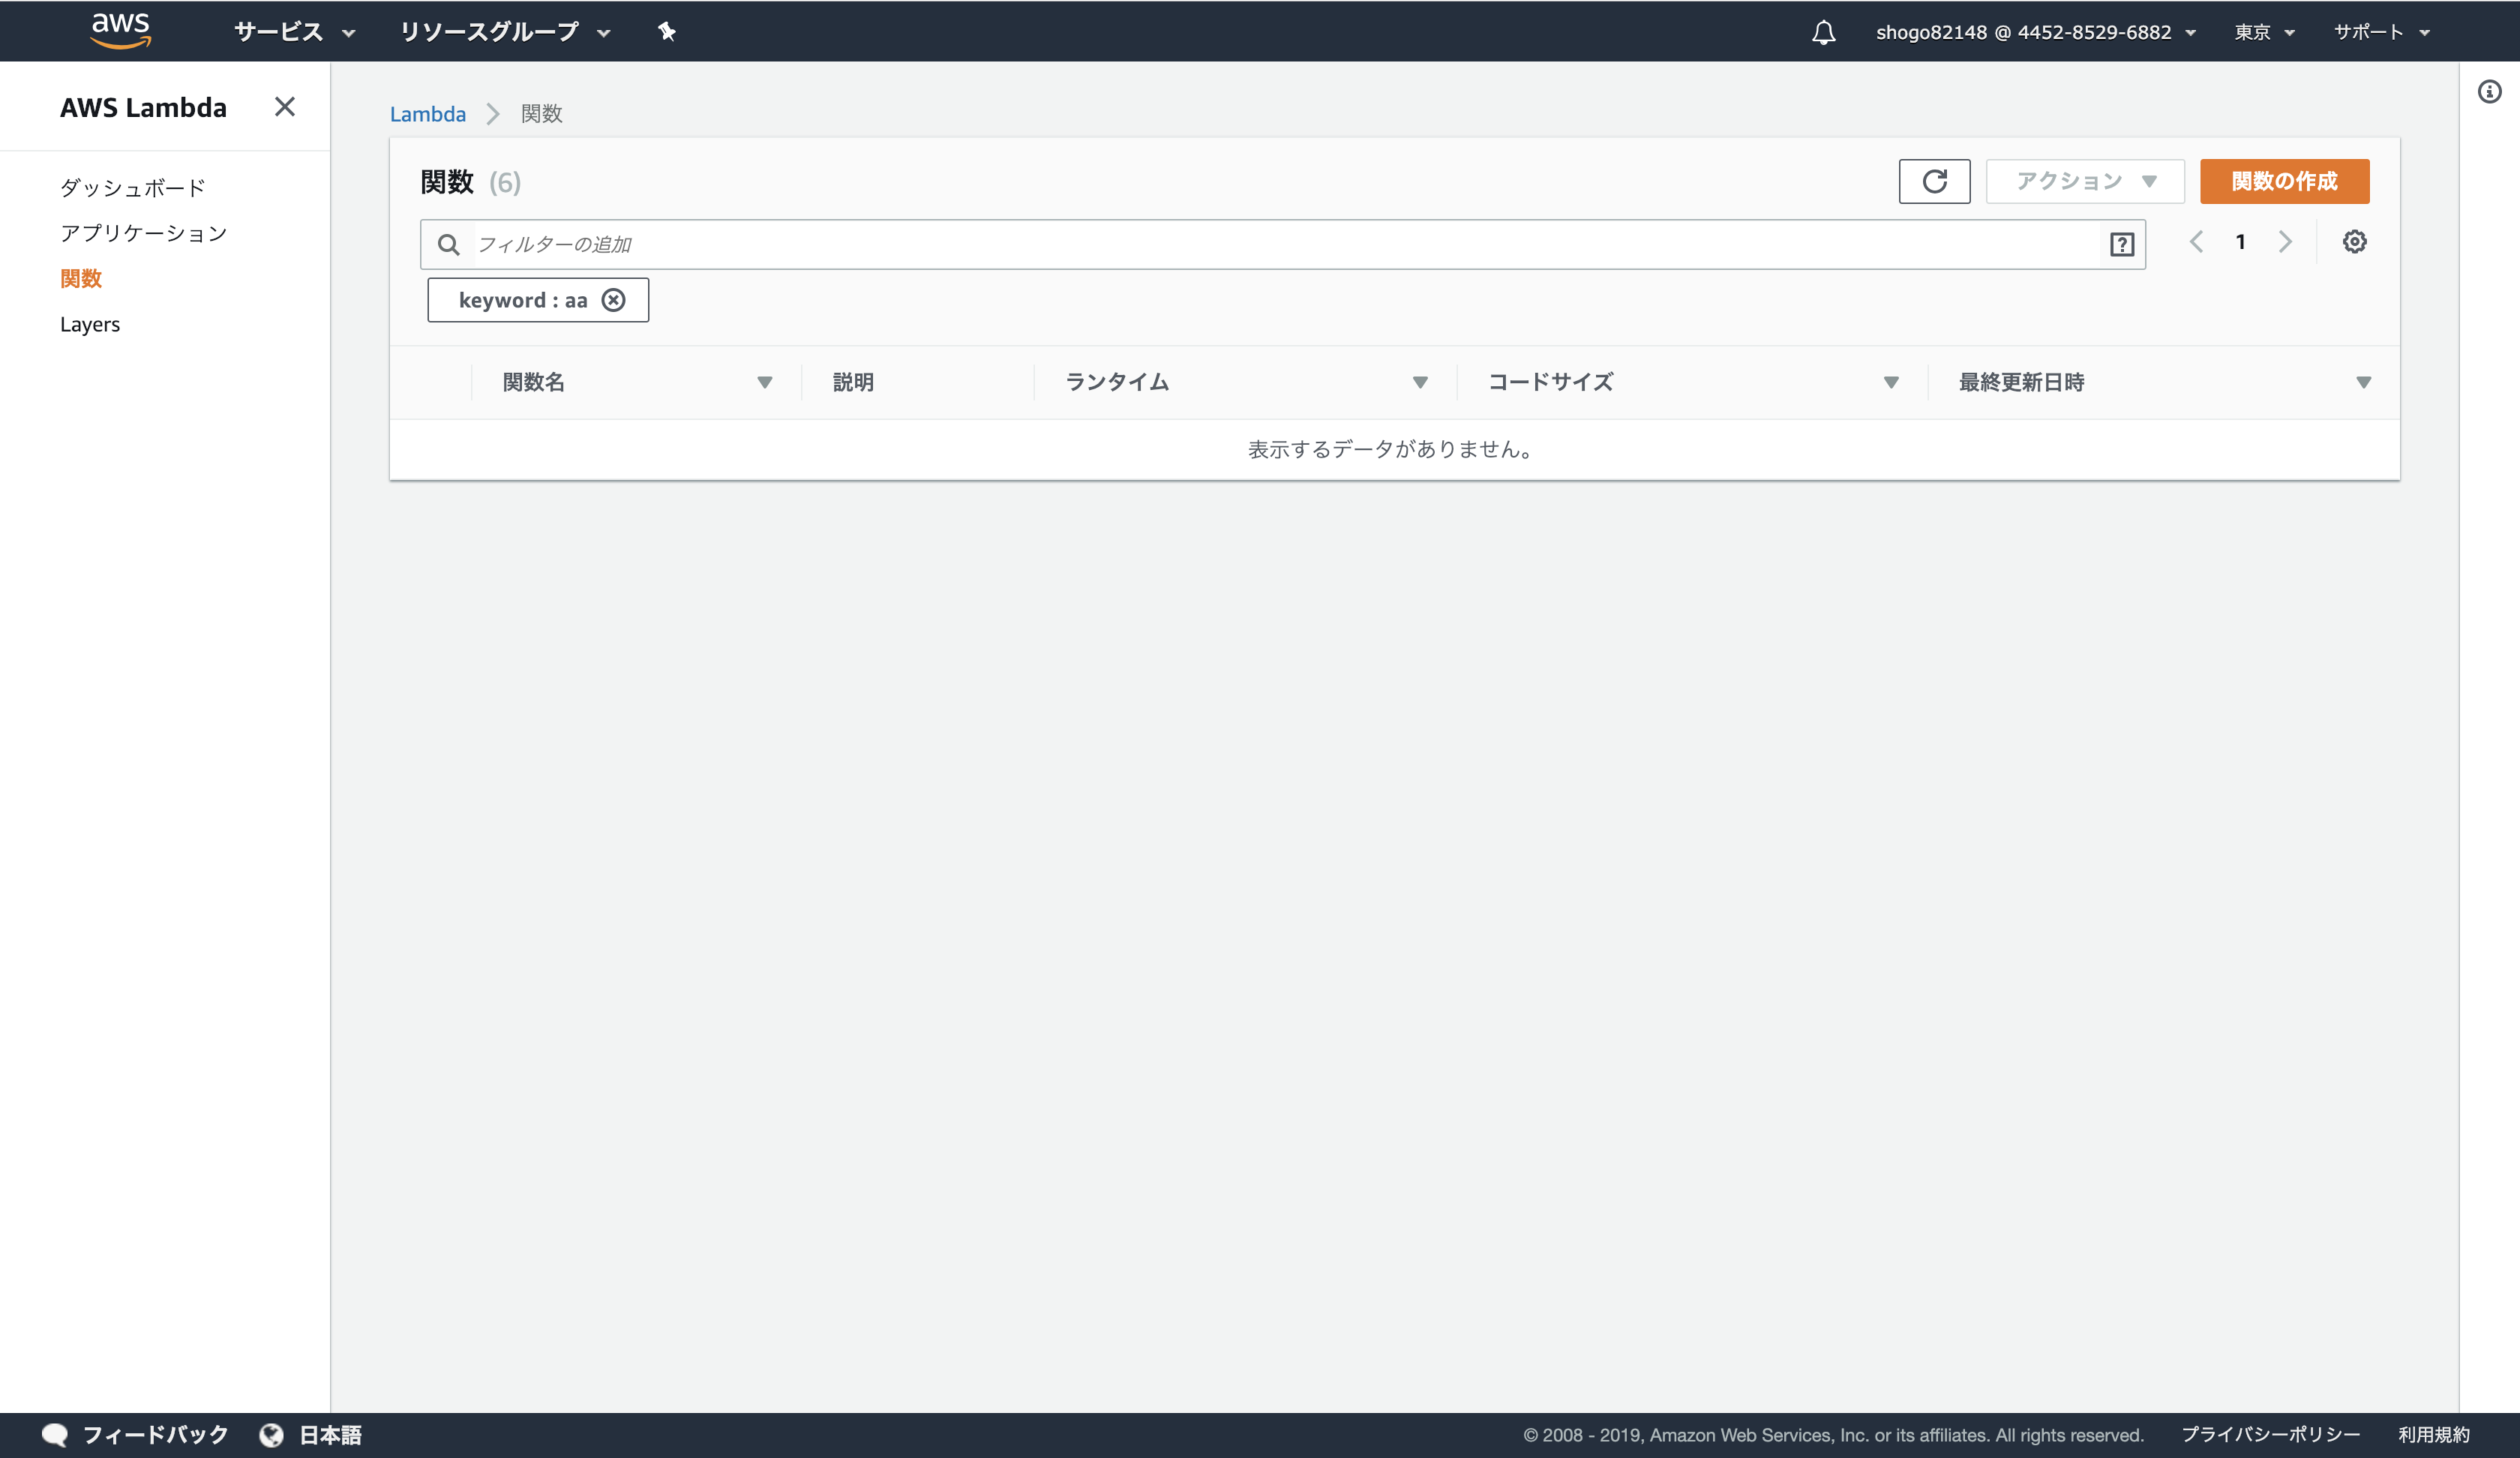 aws サービス リソースグループ shogo82148 @ 4452-8529-6882 東京 サポート
AWS Lambda
ダッシュボード
アプリケーション
関数
Layers
Lambda 関数
関数 (6) アクション 関数の作成
フィルターの追加 1
keyword : aa
関数名 説明 ランタイム コードサイズ 最終更新日時
表示するデータがありません。
フィードバック 日本語 © 2008 - 2019, Amazon Web Services, Inc. or its affiliates. All rights reserved. プライバシーポリシー 利用規約